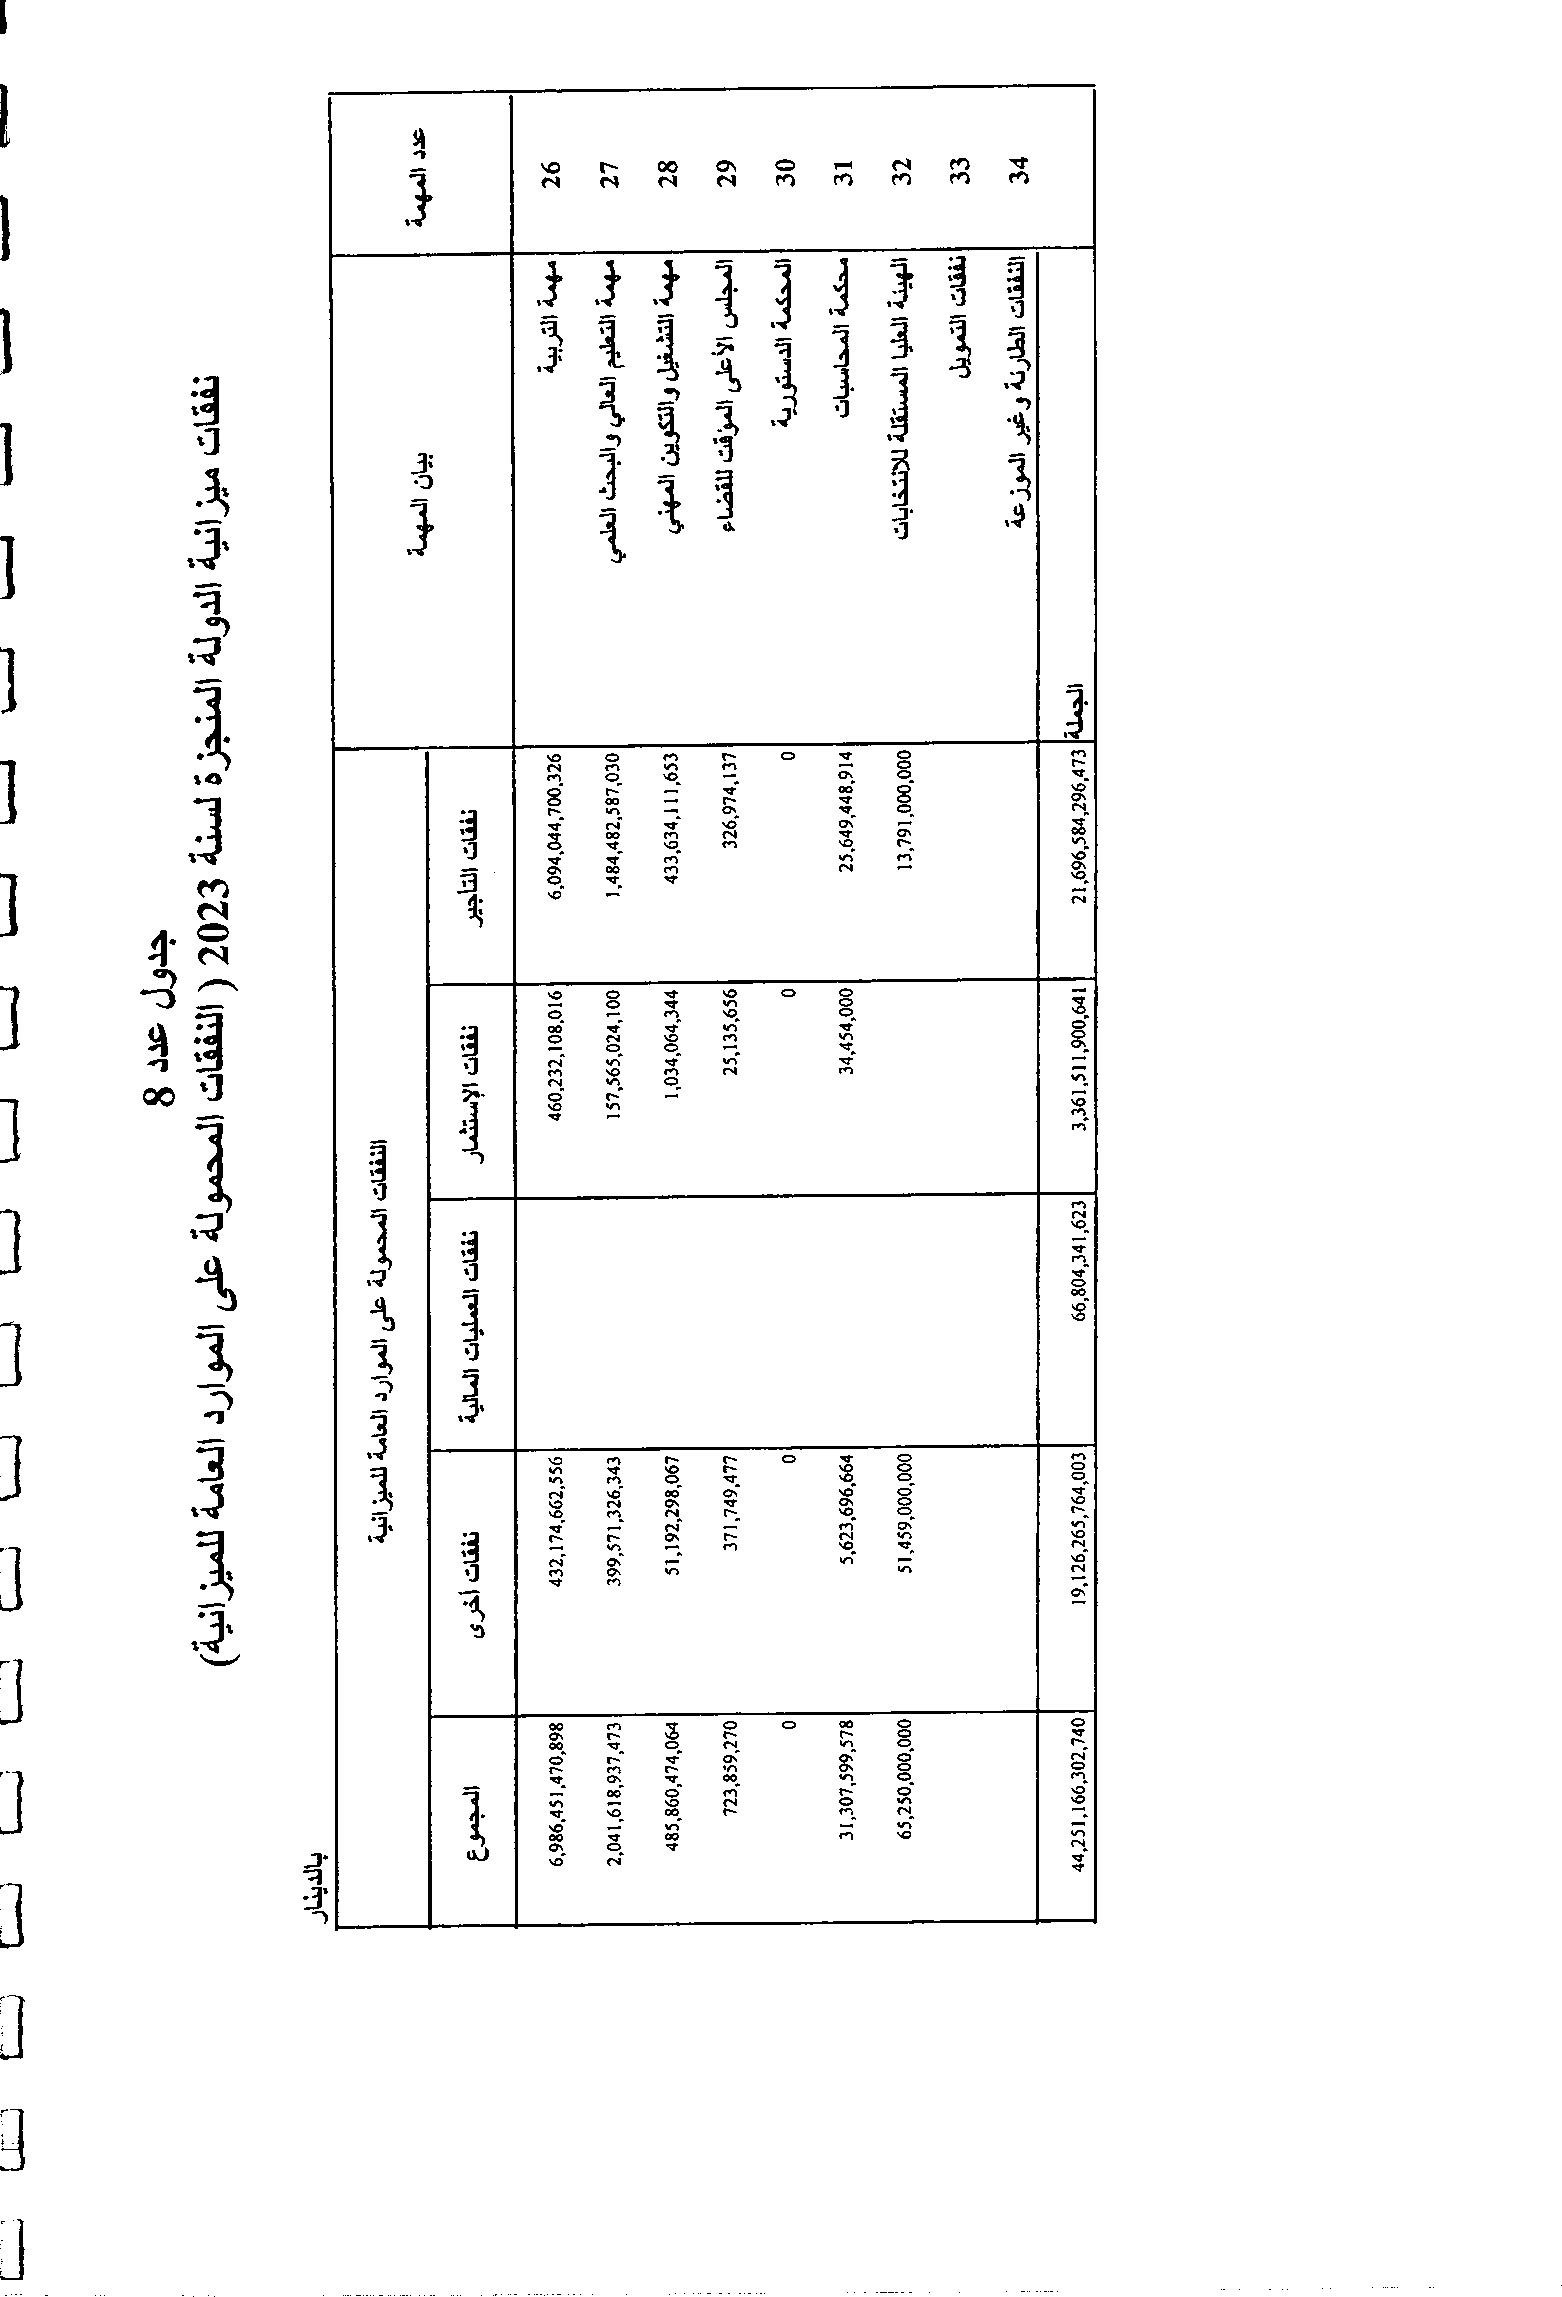 جدول عدد 8
نفقات ميزانية الدولة المنجزة لسنة 2023 ( النفقات المحمولة على الموارد العامة للميزانية)
بالدينار
عدد المهمة بيان المهمة النفقات المحمولة على الموارد العامة للميزانية
نفقات التأجير نفقات الإستثمار نفقات العمليات المالية نفقات أخرى المجموع
26 مهمة التربية 6,094,044,700,326 460,232,108,016 432,174,662,556 6,986,451,470,898
27 مهمة التعليم العالي والبحث العلمي 1,484,482,587,030 157,565,024,100 399,571,326,343 2,041,618,937,473
28 مهمة التشغيل والتكوين المهني 433,634,111,653 1,034,064,344 51,192,298,067 485,860,474,064
29 المجلس الأعلى المؤقت للقضاء 326,974,137 25,135,656 371,749,477 723,859,270
30 المحكمة الدستورية 0 0 0 0
31 محكمة المحاسبات 25,649,448,914 34,454,000 5,623,696,664 31,307,599,578
32 الهيئة العليا المستقلة للانتخابات 13,791,000,000 51,459,000,000 65,250,000,000
33 نفقات التمويل
34 النفقات الطارئة وغير الموزعة
الجملة 21,696,584,296,473 3,361,511,900,641 66,804,341,623 19,126,265,764,003 44,251,166,302,740